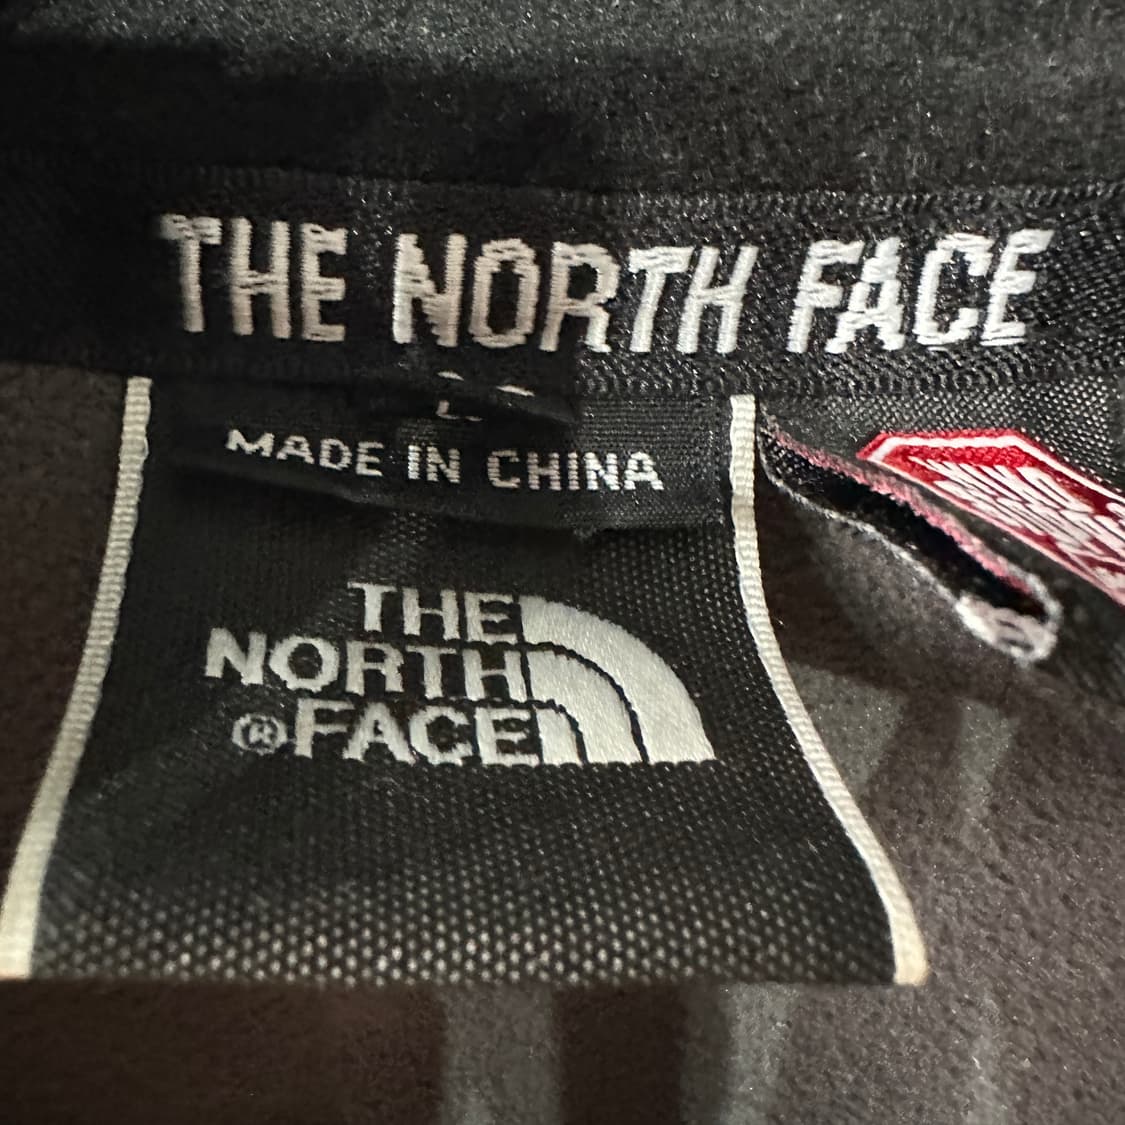 THE NORTH FACE
MADE IN CHINA
THE
NORTH
®FACE